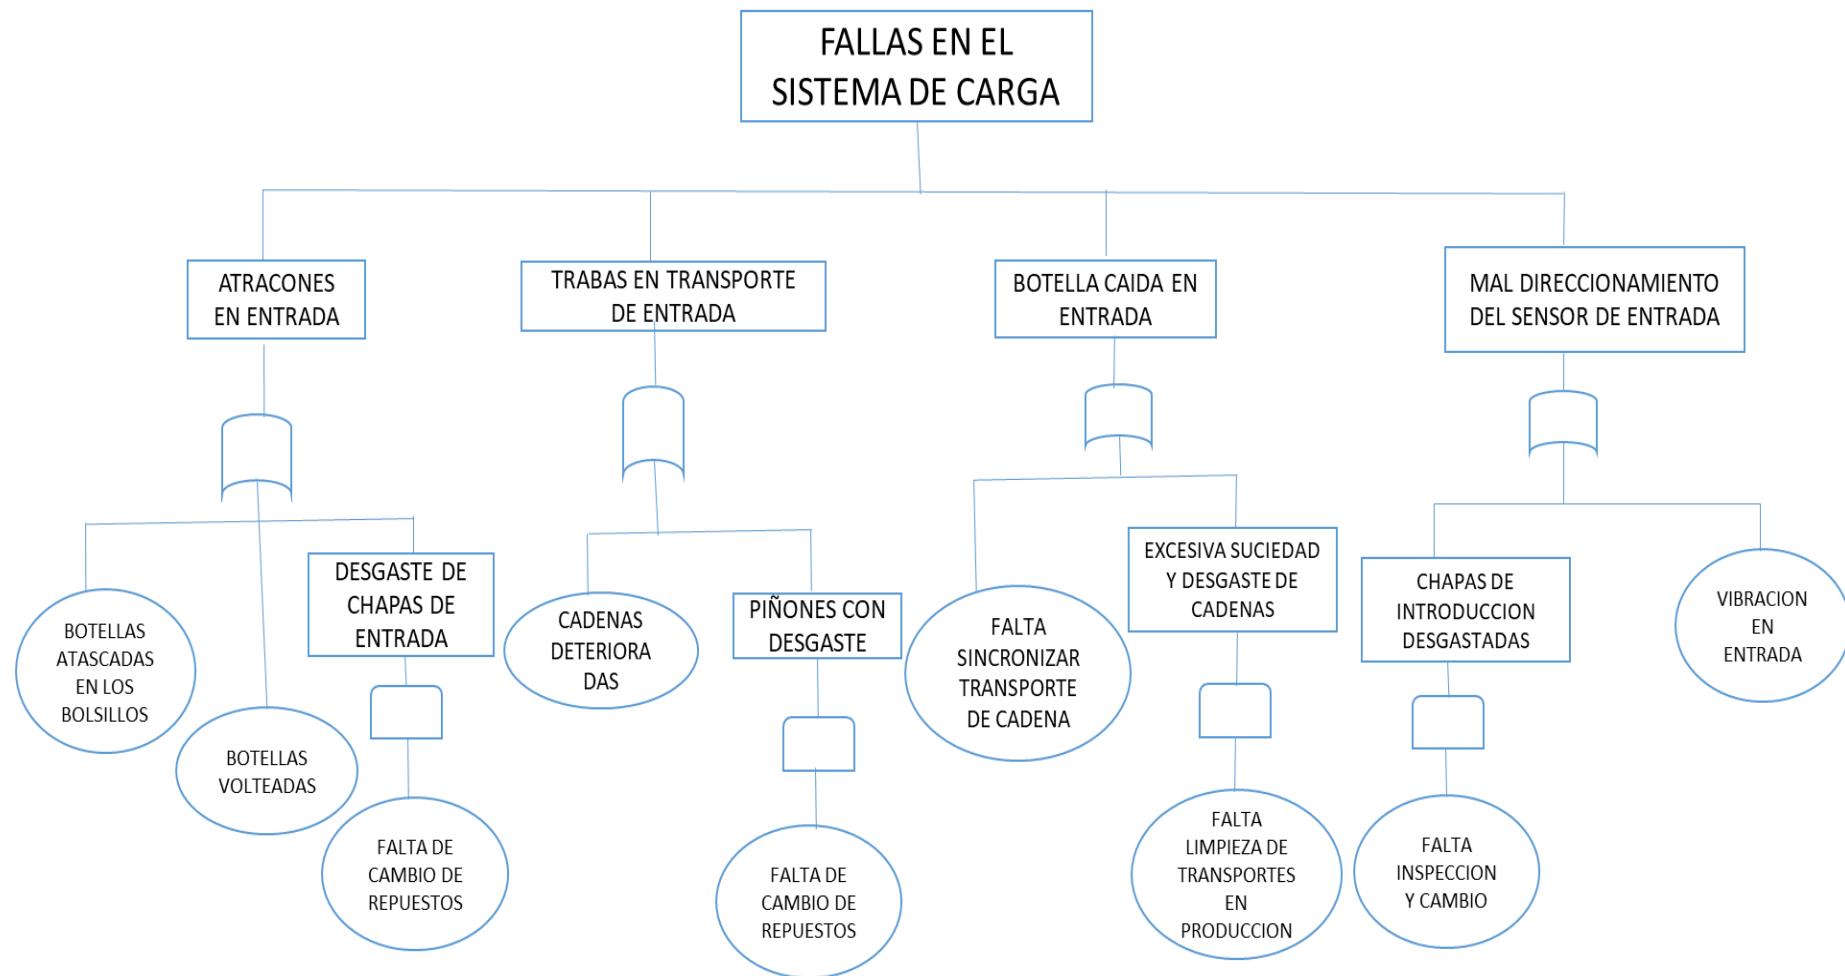 FALLAS EN EL
SISTEMA DE CARGA
ATRACONES
EN ENTRADA
TRABAS EN TRANSPORTE
DE ENTRADA
BOTELLA CAIDA EN
ENTRADA
MAL DIRECCIONAMIENTO
DEL SENSOR DE ENTRADA
BOTELLAS
ATASCADAS
EN LOS
BOLSILLOS
BOTELLAS
VOLTEADAS
DESGASTE DE
CHAPAS DE
ENTRADA
FALTA DE
CAMBIO DE
REPUESTOS
CADENAS
DETERIORA
DAS
PIÑONES CON
DESGASTE
FALTA DE
CAMBIO DE
REPUESTOS
FALTA
SINCRONIZAR
TRANSPORTE
DE CADENA
EXCESIVA SUCIEDAD
Y DESGASTE DE
CADENAS
FALTA
LIMPIEZA DE
TRANSPORTES
EN
PRODUCCION
CHAPAS DE
INTRODUCCION
DESGASTADAS
FALTA
INSPECCION
Y CAMBIO
VIBRACION
EN
ENTRADA